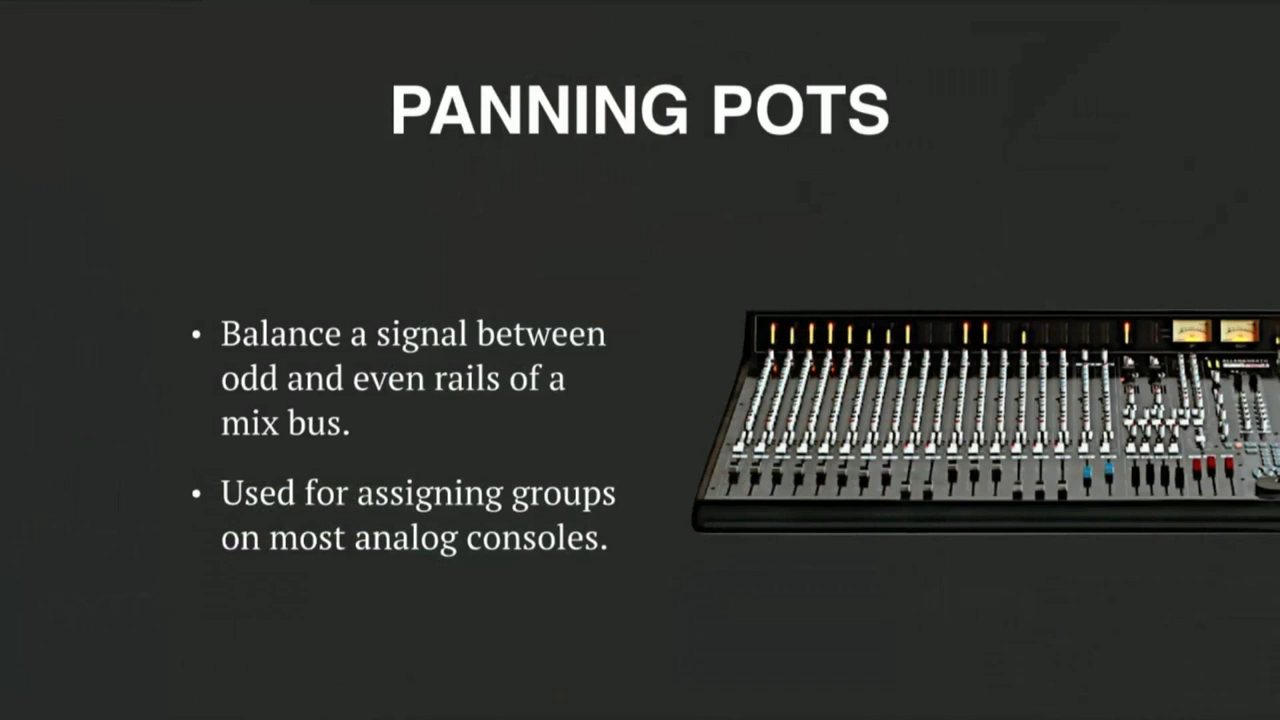 PANNING POTS
• Balance a signal between
odd and even rails of a
mix bus.
• Used for assigning groups
on most analog consoles.